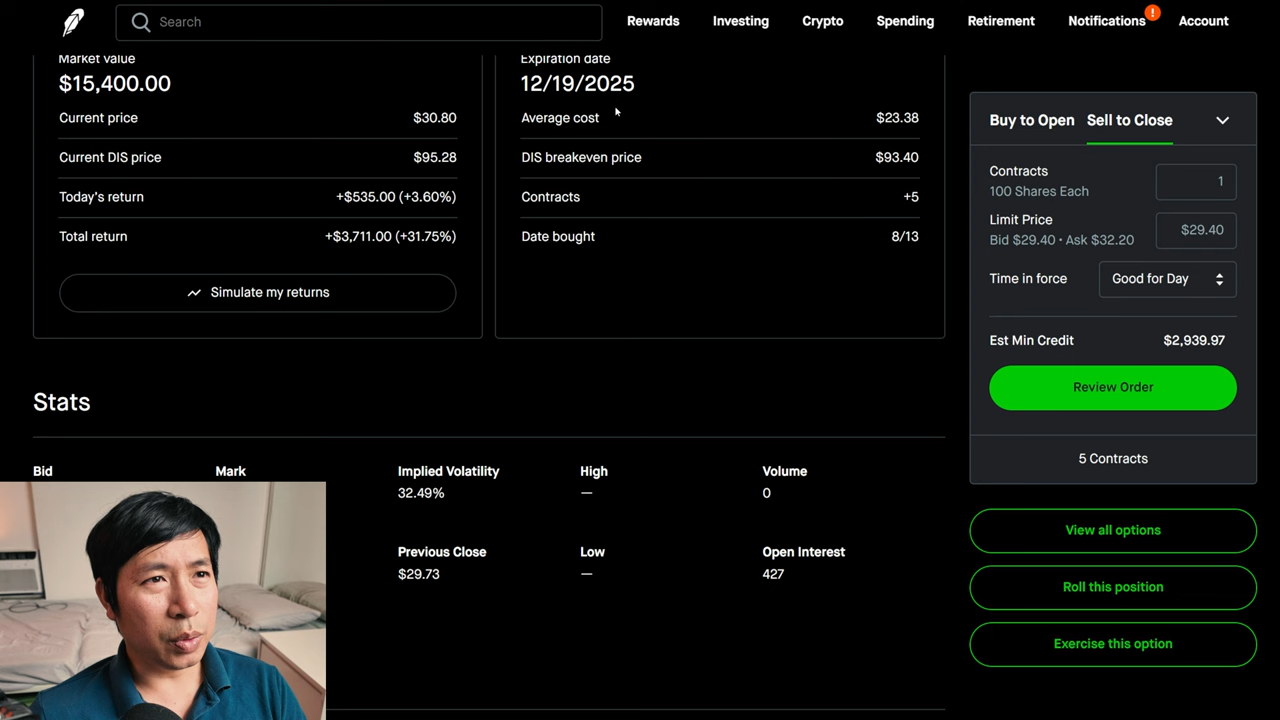 Search
Rewards
Investing
Crypto
Spending
Retirement
Notifications
!
Account
Market value
$15,400.00
Current price $30.80
Current DIS price $95.28
Today's return +$535.00 (+3.60%)
Total return +$3,711.00 (+31.75%)
Simulate my returns
Expiration date
12/19/2025
Average cost $23.38
DIS breakeven price $93.40
Contracts +5
Date bought 8/13
Buy to Open Sell to Close
Contracts
100 Shares Each
1
Limit Price
Bid $29.40 • Ask $32.20
$29.40
Time in force Good for Day
Est Min Credit $2,939.97
Review Order
5 Contracts
View all options
Roll this position
Exercise this option
Stats
Bid Mark Implied Volatility High Volume
32.49% — 0
Previous Close Low Open Interest
$29.73 — 427